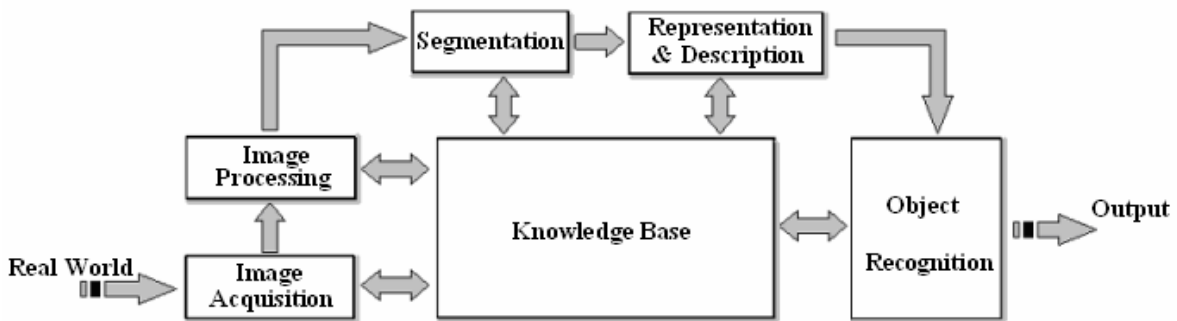 Segmentation
Representation
& Description
Image
Processing
Knowledge Base
Object
Recognition
Output
Real World
Image
Acquisition